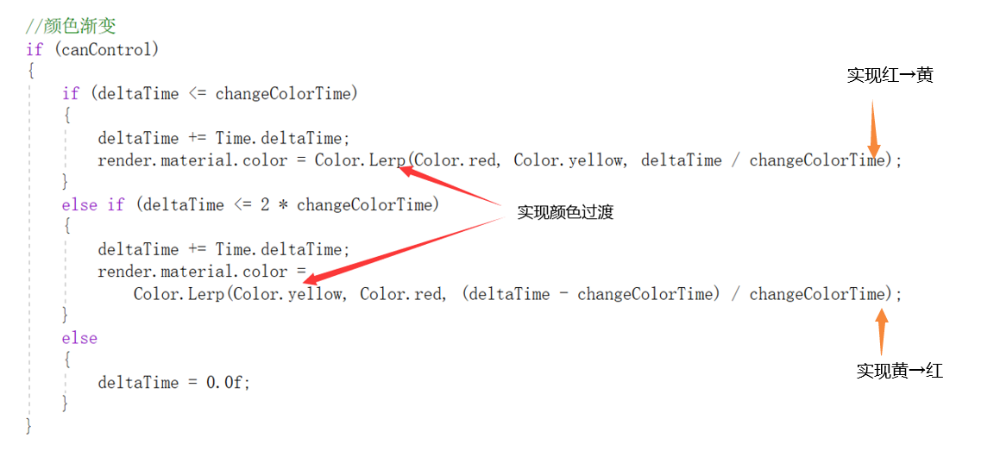 //颜色渐变
if (canControl)
{
if (deltaTime <= changeColorTime)
实现红→黄
{
deltaTime += Time.deltaTime;
render.material.color = Color.Lerp(Color.red, Color.yellow, deltaTime / changeColorTime);
}
else if (deltaTime <= 2 * changeColorTime)
实现颜色过渡
{
deltaTime += Time.deltaTime;
render.material.color =
Color.Lerp(Color.yellow, Color.red, (deltaTime - changeColorTime) / changeColorTime);
}
else
{
实现黄→红
deltaTime = 0.0f;
}
}